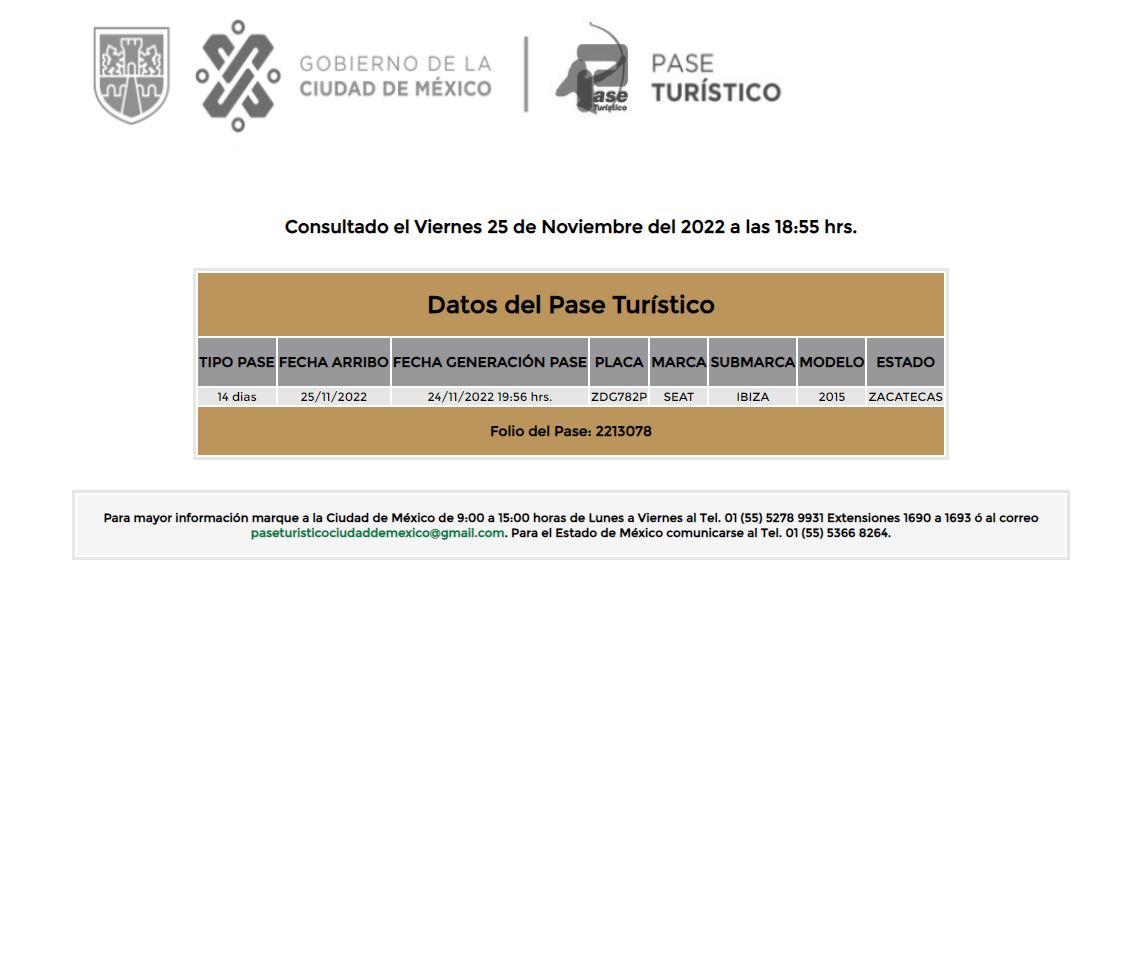 GOBIERNO DE LA
CIUDAD DE MÉXICO
Pase
Turístico
PASE
TURÍSTICO
Consultado el Viernes 25 de Noviembre del 2022 a las 18:55 hrs.
Datos del Pase Turístico
TIPO PASE FECHA ARRIBO FECHA GENERACIÓN PASE PLACA MARCA SUBMARCA MODELO ESTADO
14 dias 25/11/2022 24/11/2022 19:56 hrs. ZDG782P SEAT IBIZA 2015 ZACATECAS
Folio del Pase: 2213078
Para mayor información marque a la Ciudad de México de 9:00 a 15:00 horas de Lunes a Viernes al Tel. 01 (55) 5278 9931 Extensiones 1690 a 1693 ó al correo
paseturisticociudaddemexico@gmail.com. Para el Estado de México comunicarse al Tel. 01 (55) 5366 8264.